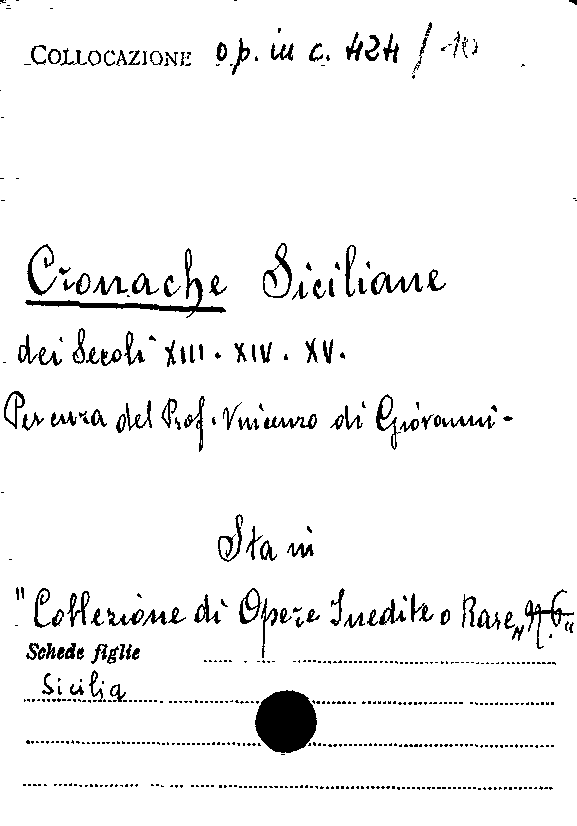 COLLOCAZIONE op. in c. 424 / 10
Cronache Siciliane
dei Secoli XIII. XIV. XV.
Per cura del Prof. Vincenzo di Giovanni -
Sta in
"Collezione di Opere Inedite o Rare„ N. 6"
Schede figlie
Sicilia